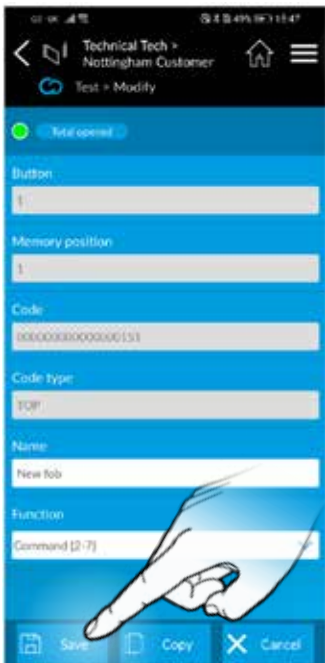 Technical Tech >
Nottingham Customer
Test > Modify
Total opened
Button
1
Memory position
1
Code
Code type
TOP
Name
New fob
Function
Command [2-7]
Save
Copy
Cancel